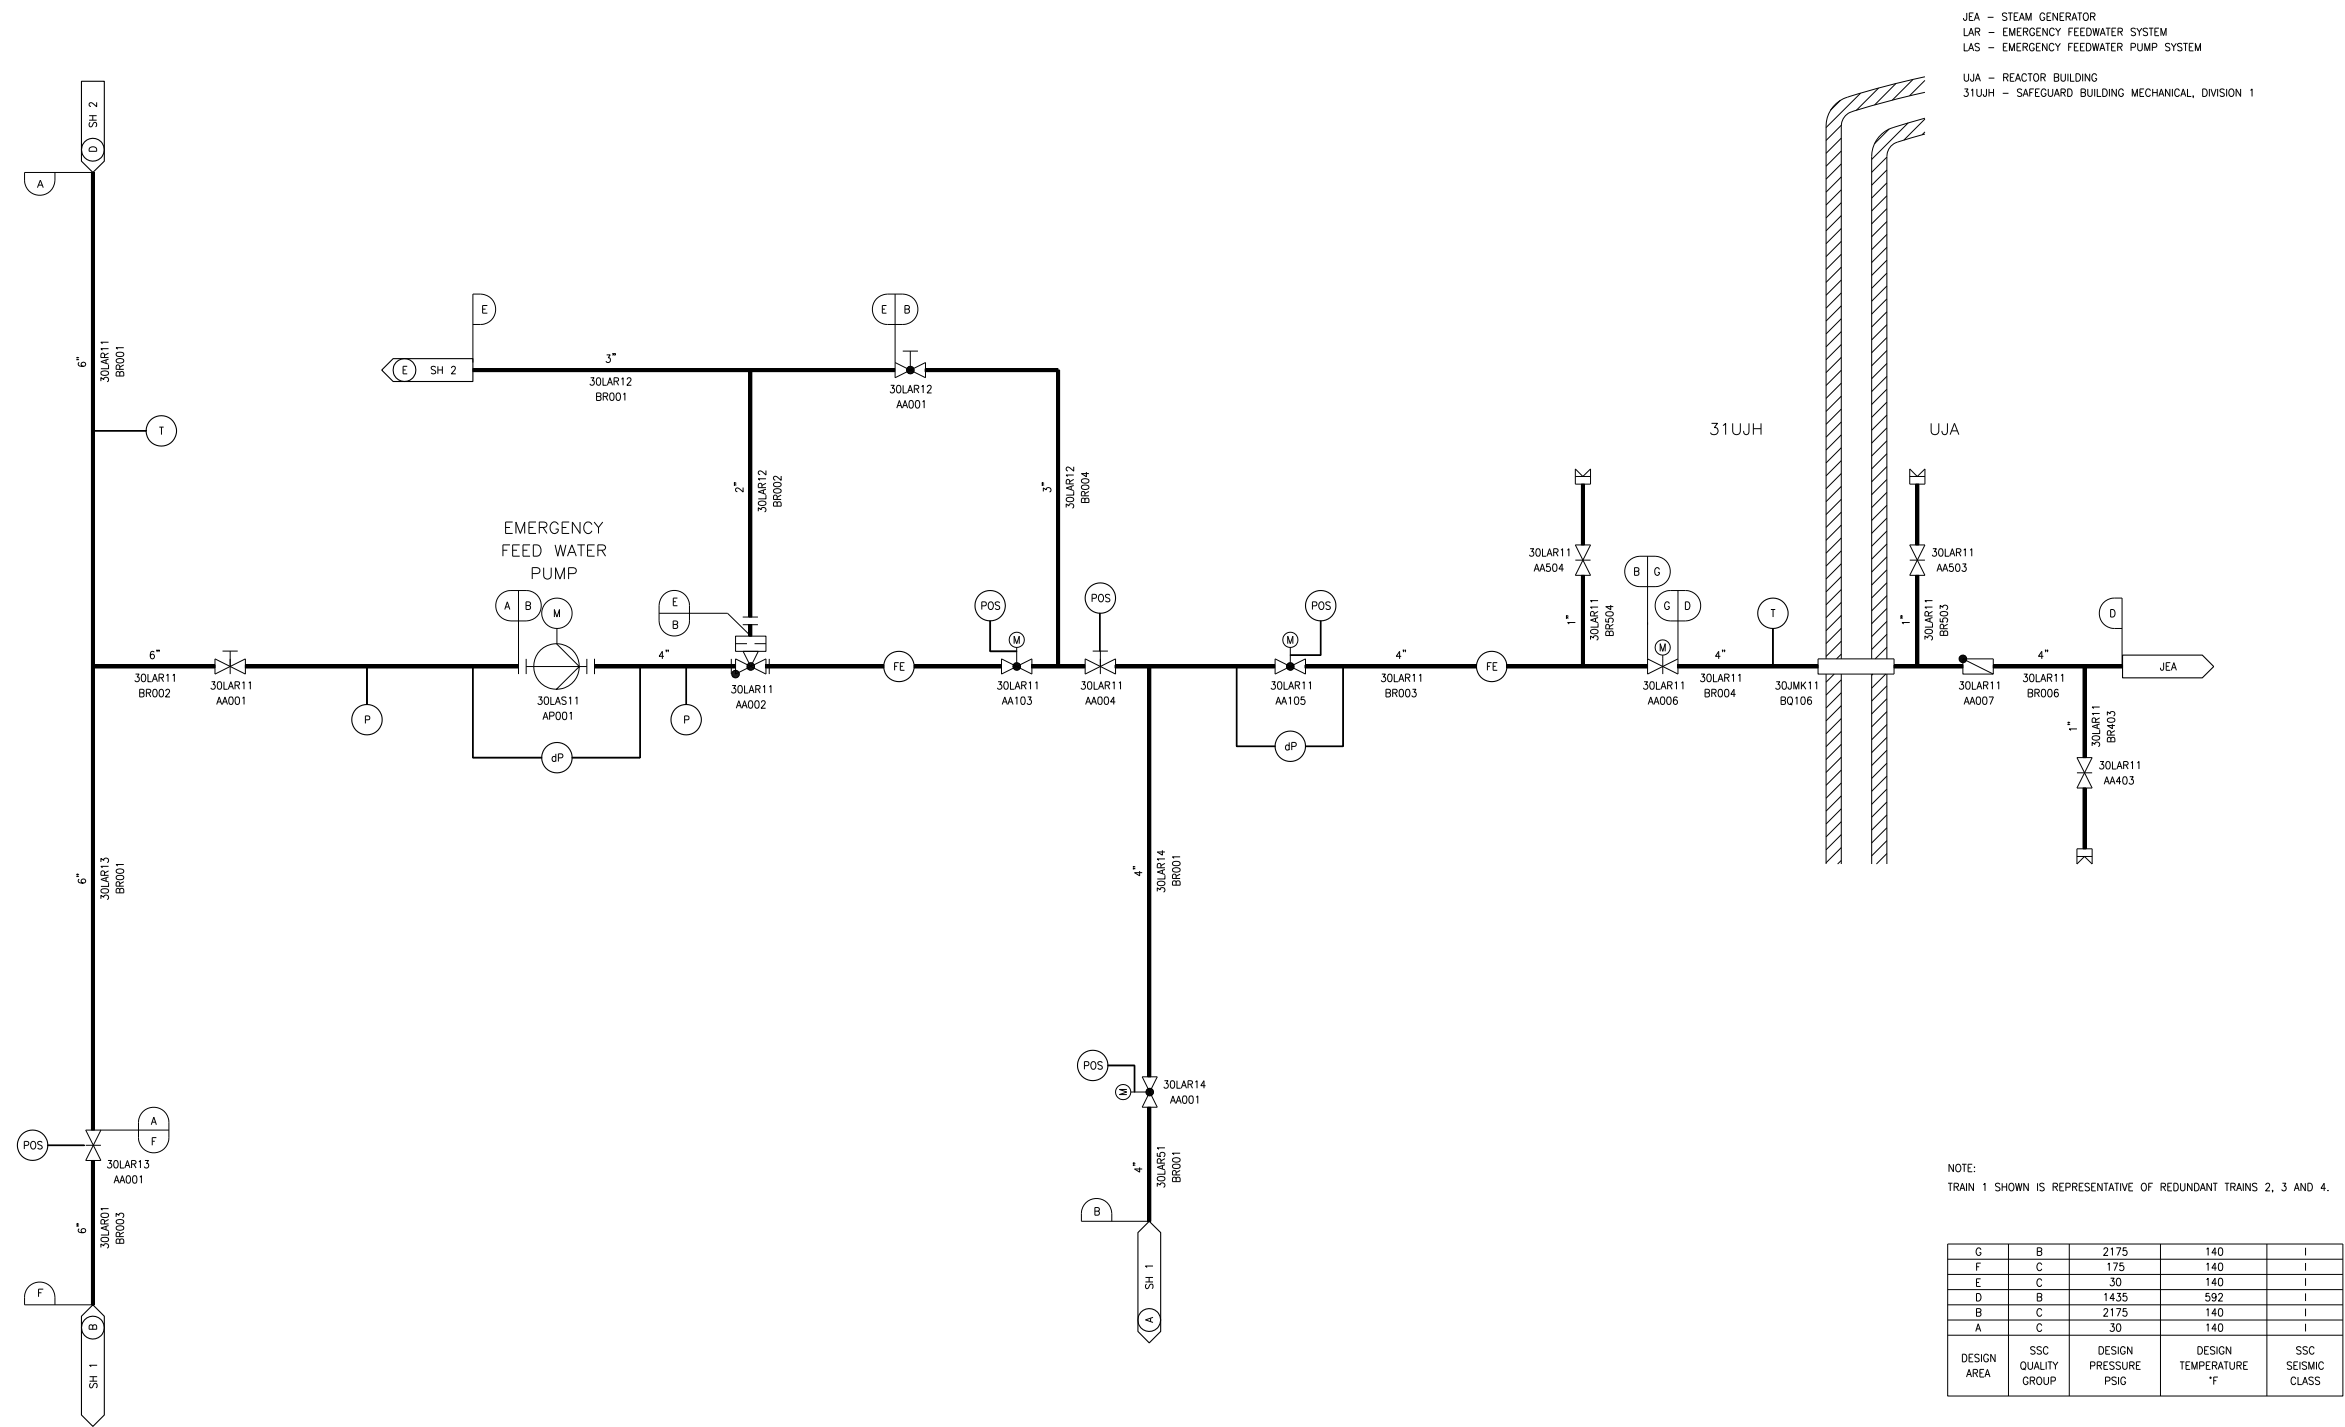 JEA - STEAM GENERATOR
LAR - EMERGENCY FEEDWATER SYSTEM
LAS - EMERGENCY FEEDWATER PUMP SYSTEM
UJA - REACTOR BUILDING
31UJH - SAFEGUARD BUILDING MECHANICAL, DIVISION 1
SH 2
D
A
6"
30LAR11
BR001
T
E
E
SH 2
3"
30LAR12
BR001
E
B
30LAR12
AA001
2"
30LAR12
BR002
3"
30LAR12
BR004
31UJH
UJA
EMERGENCY
FEED WATER
PUMP
6"
30LAR11
BR002
30LAR11
AA001
P
A
B
M
30LAS11
AP001
dP
4"
P
E
B
30LAR11
AA002
FE
POS
M
30LAR11
AA103
POS
30LAR11
AA004
POS
M
30LAR11
AA105
dP
4"
30LAR11
BR003
FE
30LAR11
AA504
1"
30LAR11
BR504
B
G
G
D
M
30LAR11
AA006
4"
30LAR11
BR004
T
30JMK11
BQ106
30LAR11
AA503
1"
30LAR11
BR503
30LAR11
AA007
4"
30LAR11
BR006
D
JEA
1"
30LAR11
BR403
30LAR11
AA403
6"
30LAR13
BR001
POS
A
F
30LAR13
AA001
6"
30LAR01
BR003
F
B
SH 1
4"
30LAR14
BR001
POS
M
30LAR14
AA001
4"
30LAR51
BR001
B
SH 1
A
NOTE:
TRAIN 1 SHOWN IS REPRESENTATIVE OF REDUNDANT TRAINS 2, 3 AND 4.
G B 2175 140 I
F C 175 140 I
E C 30 140 I
D B 1435 592 I
B C 2175 140 I
A C 30 140 I
DESIGN
AREA
SSC
QUALITY
GROUP
DESIGN
PRESSURE
PSIG
DESIGN
TEMPERATURE
°F
SSC
SEISMIC
CLASS